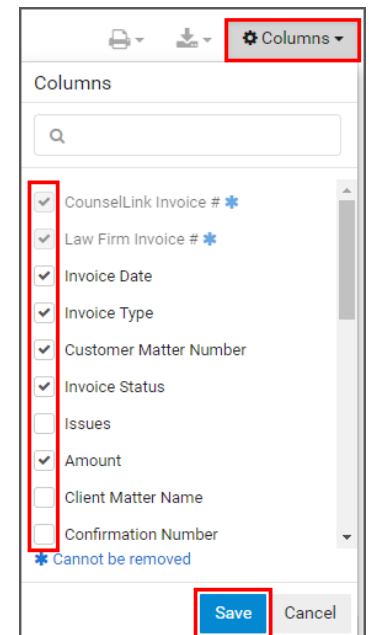 Columns
Columns
CounselLink Invoice # *
Law Firm Invoice # *
Invoice Date
Invoice Type
Customer Matter Number
Invoice Status
Issues
Amount
Client Matter Name
Confirmation Number
* Cannot be removed
Save Cancel